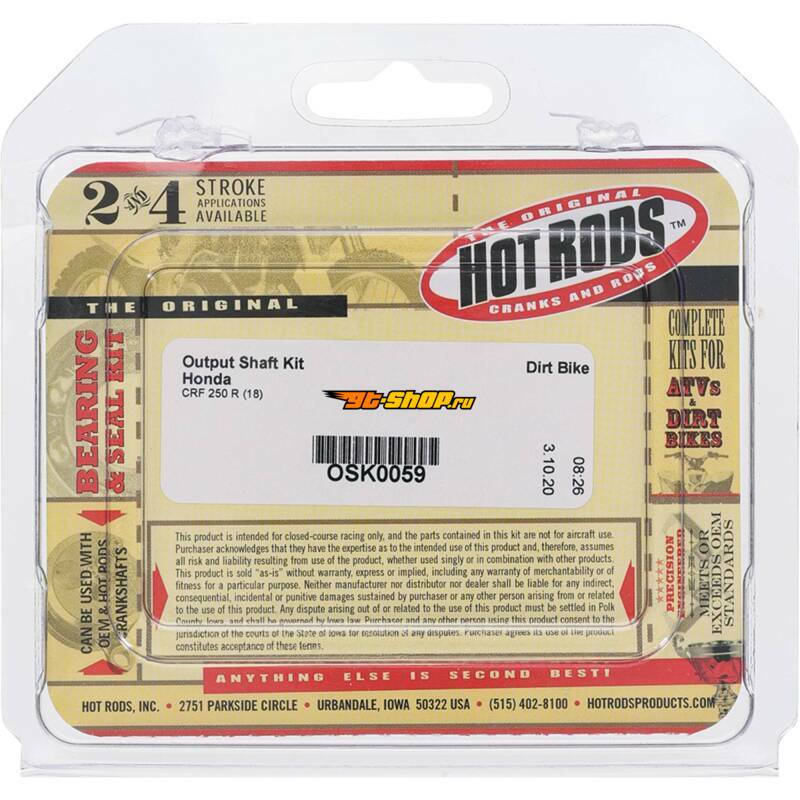 2 AND 4
STROKE
APPLICATIONS
AVAILABLE
THE ORIGINAL
HOT RODS™
CRANKS AND RODS
THE ORIGINAL
BEARING
& SEAL KIT
COMPLETE
KITS FOR
ATVs
&
DIRT
BIKES
Output Shaft Kit
Honda
CRF 250 R (18)
Dirt Bike
gt-shop.ru
OSK0059
3.10.20
08:26
CAN BE USED WITH
OEM & HOT RODS
CRANKSHAFTS
PRECISION
ENGINEERED
MEETS OR
EXCEEDS OEM
STANDARDS
This product is intended for closed-course racing only, and the parts contained in this kit are not for aircraft use.
Purchaser acknowledges that they have the expertise as to the intended use of this product and, therefore, assumes
all risk and liability resulting from use of the product, whether used singly or in combination with other products.
This product is sold "as-is" without warranty, express or implied, including any warranty of merchantability or of
fitness for a particular purpose. Neither manufacturer nor distributor nor dealer shall be liable for any indirect,
consequential, incidental or punitive damages sustained by purchaser or any other person arising from or related
to the use of this product. Any dispute arising out of or related to the use of this product must be settled in Polk
County, Iowa, and shall be governed by Iowa law. Purchaser and any other person using this product consent to the
jurisdiction of the courts of the State of Iowa for resolution of any disputes. Purchaser agrees its use of the product
constitutes acceptance of these terms.
ANYTHING ELSE IS SECOND BEST!
HOT RODS, INC. • 2751 PARKSIDE CIRCLE • URBANDALE, IOWA 50322 USA • (515) 402-8100 • HOTRODSPRODUCTS.COM